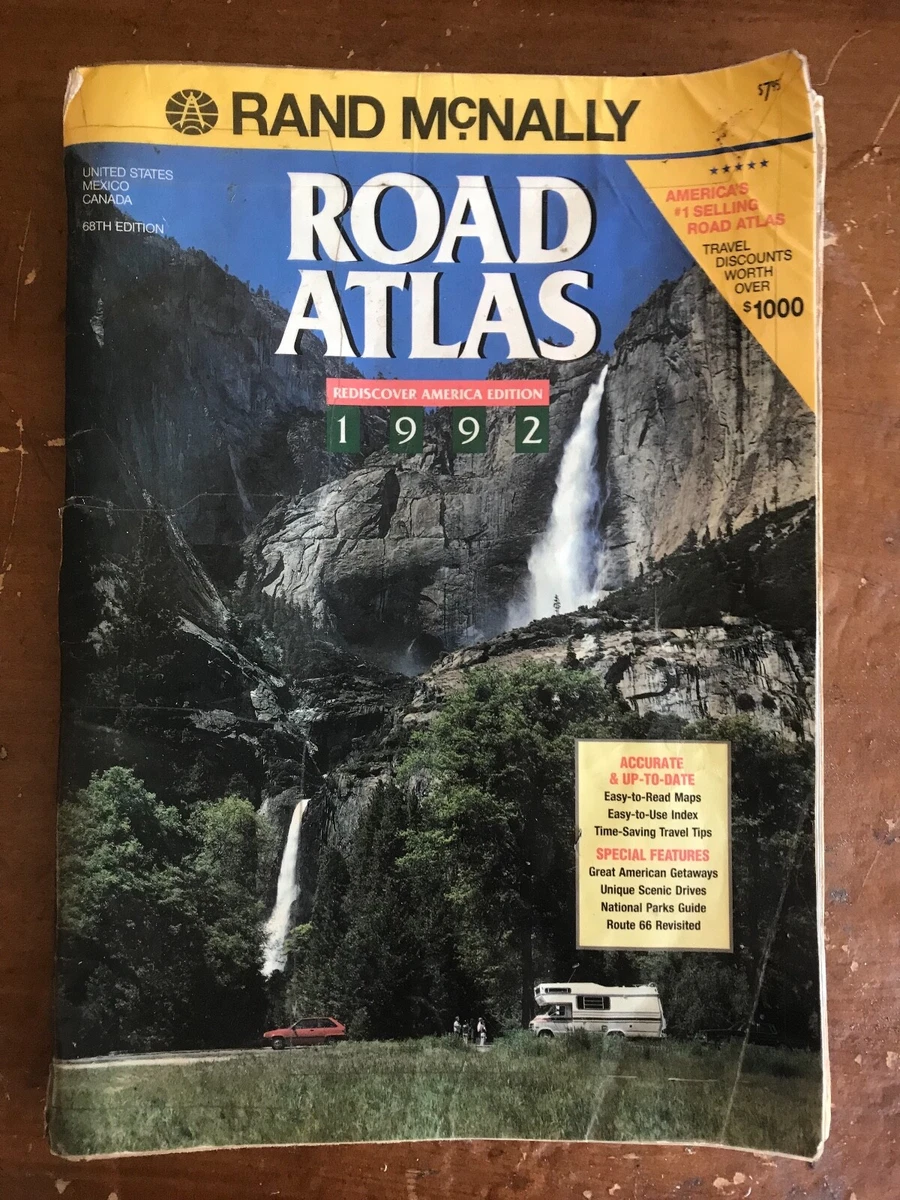 RAND McNALLY
$7.95
UNITED STATES
MEXICO
CANADA
68TH EDITION
ROAD
ATLAS
REDISCOVER AMERICA EDITION
1992
★★★★★
AMERICA'S
#1 SELLING
ROAD ATLAS
TRAVEL
DISCOUNTS
WORTH
OVER
$1000
ACCURATE
& UP-TO-DATE
Easy-to-Read Maps
Easy-to-Use Index
Time-Saving Travel Tips
SPECIAL FEATURES
Great American Getaways
Unique Scenic Drives
National Parks Guide
Route 66 Revisited